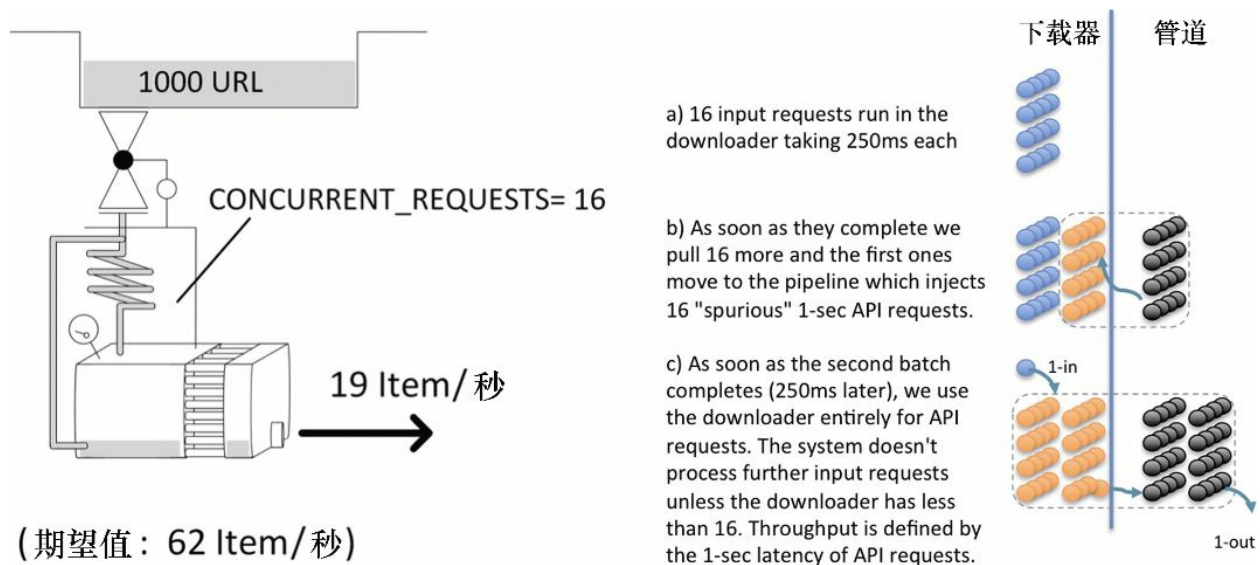 1000 URL
CONCURRENT_REQUESTS= 16
19 Item/秒
(期望值: 62 Item/秒)
下载器
管道
a) 16 input requests run in the
downloader taking 250ms each
b) As soon as they complete we
pull 16 more and the first ones
move to the pipeline which injects
16 "spurious" 1-sec API requests.
c) As soon as the second batch
completes (250ms later), we use
the downloader entirely for API
requests. The system doesn't
process further input requests
unless the downloader has less
than 16. Throughput is defined by
the 1-sec latency of API requests.
1-in
1-out